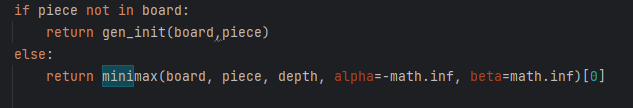 if piece not in board:
    return gen_init(board,piece)
else:
    return minimax(board, piece, depth, alpha=-math.inf, beta=math.inf)[0]